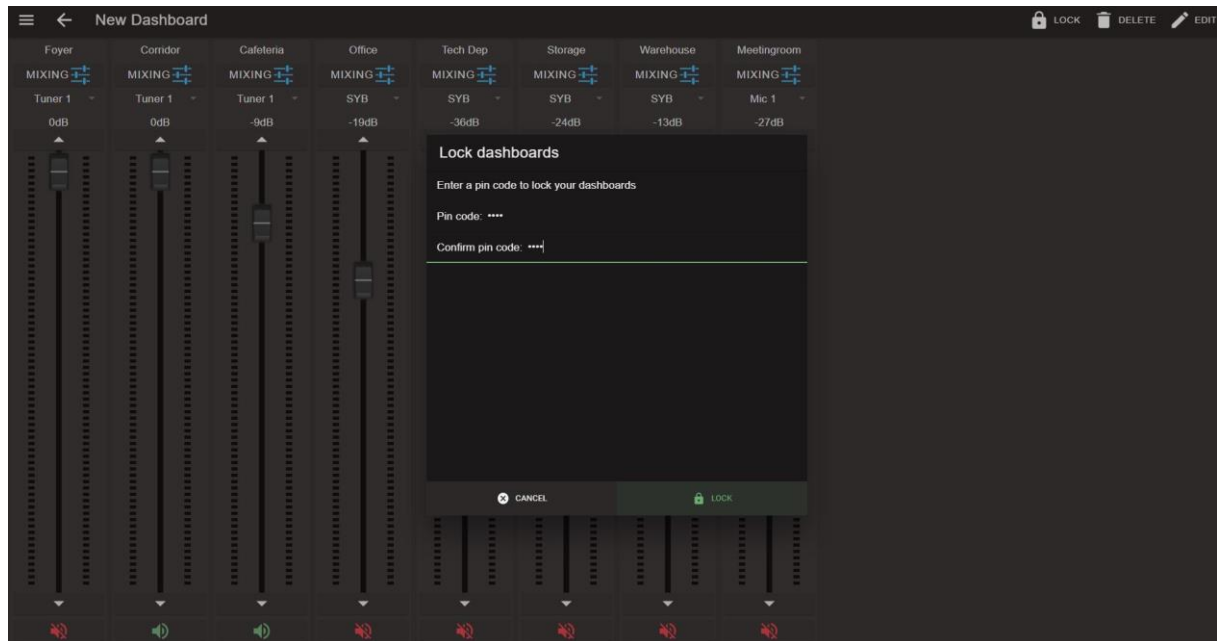 New Dashboard LOCK DELETE EDIT
Foyer Corridor Cafeteria Office Tech Dep Storage Warehouse Meetingroom
MIXING MIXING MIXING MIXING MIXING MIXING MIXING MIXING
Tuner 1 Tuner 1 Tuner 1 SYB SYB SYB SYB Mic 1
0dB 0dB -9dB -19dB -36dB -24dB -13dB -27dB
Lock dashboards
Enter a pin code to lock your dashboards
Pin code: ••••
Confirm pin code: ••••
CANCEL LOCK